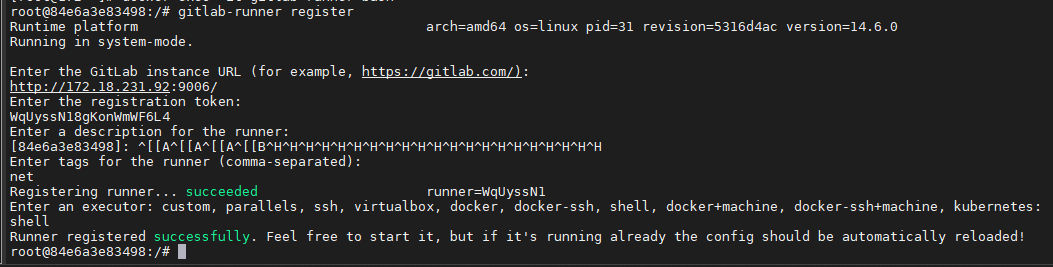 root@84e6a3e83498:/# gitlab-runner register
Runtime platform                                    arch=amd64 os=linux pid=31 revision=5316d4ac version=14.6.0
Running in system-mode.

Enter the GitLab instance URL (for example, https://gitlab.com/):
http://172.18.231.92:9006/
Enter the registration token:
WqUyssN18gKonWmWF6L4
Enter a description for the runner:
[84e6a3e83498]: ^[[A^[[A^[[A^[[B^H^H^H^H^H^H^H^H^H^H^H^H^H^H^H^H^H^H^H^H^H
Enter tags for the runner (comma-separated):
net
Registering runner... succeeded                     runner=WqUyssN1
Enter an executor: custom, parallels, ssh, virtualbox, docker, docker-ssh, shell, docker+machine, docker-ssh+machine, kubernetes:
shell
Runner registered successfully. Feel free to start it, but if it's running already the config should be automatically reloaded!
root@84e6a3e83498:/#